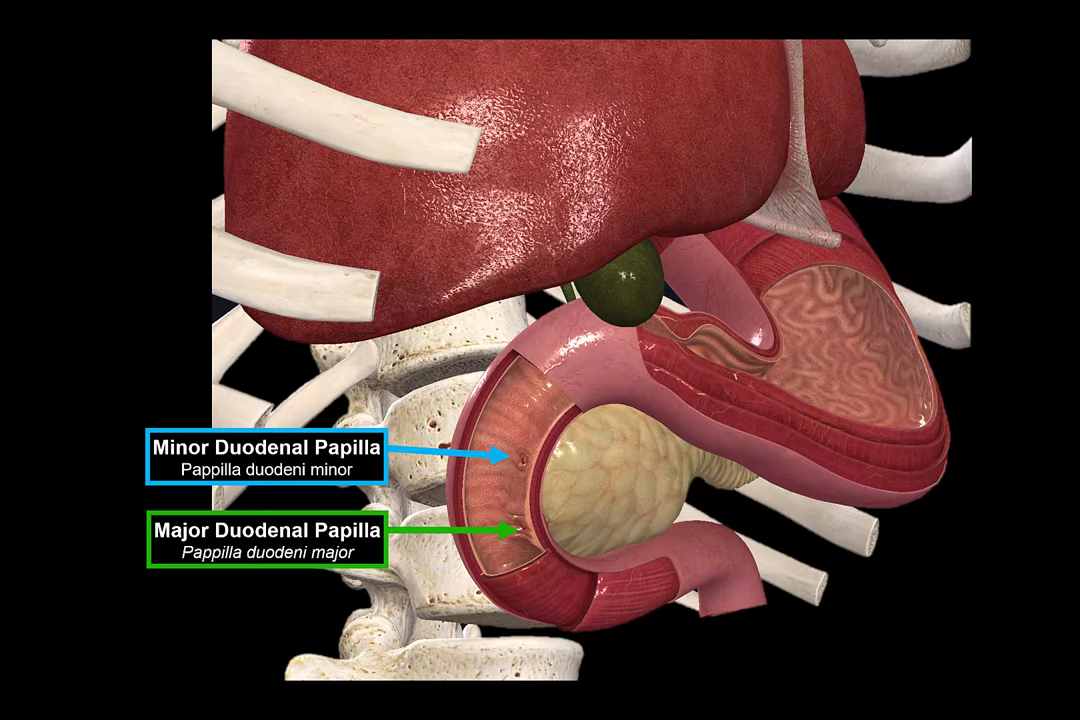 Minor Duodenal Papilla
Pappilla duodeni minor
Major Duodenal Papilla
Pappilla duodeni major